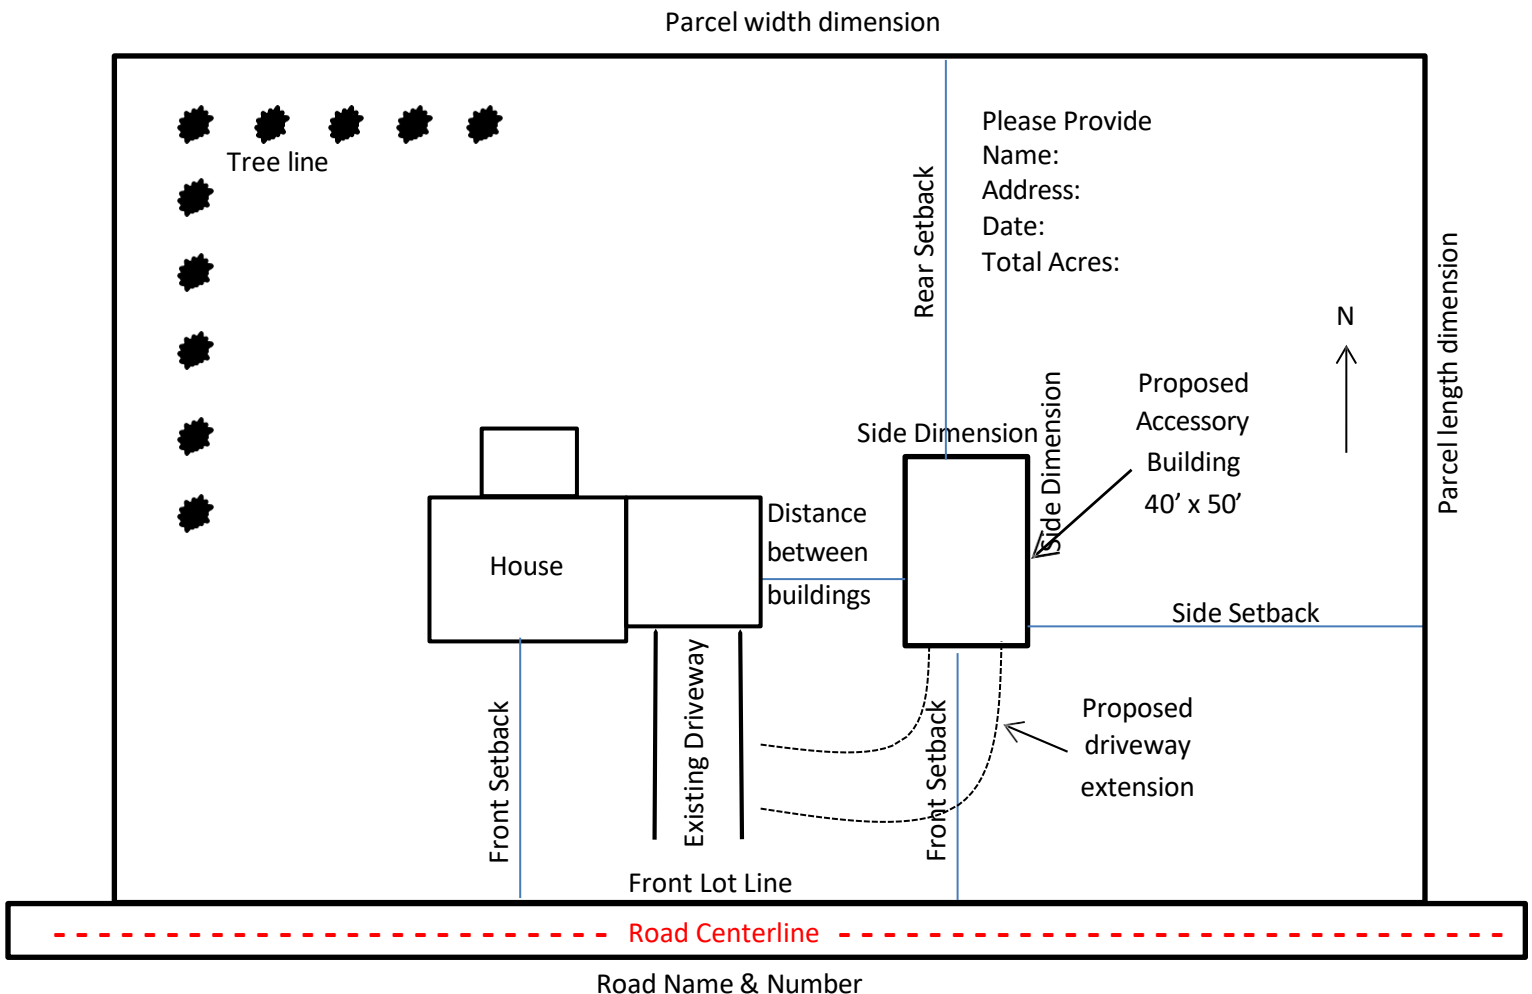 Parcel width dimension
Please Provide
Name:
Address:
Date:
Total Acres:
Tree line
Rear Setback
N
Parcel length dimension
Proposed
Accessory
Building
40’ x 50’
Side Dimension
Side Dimension
Distance
between
buildings
House
Side Setback
Existing Driveway
Front Setback
Front Setback
Proposed
driveway
extension
Front Lot Line
Road Centerline
Road Name & Number